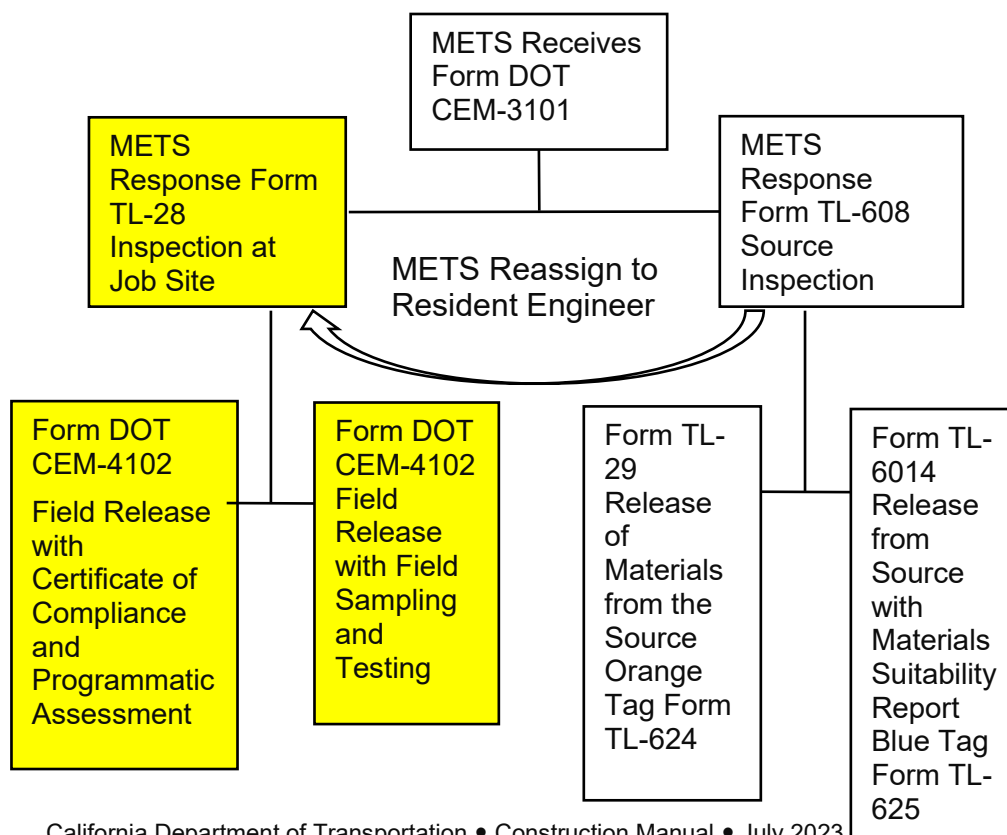 METS Receives
Form DOT
CEM-3101
METS
Response Form
TL-28
Inspection at
Job Site
METS
Response
Form TL-608
Source
Inspection
METS Reassign to
Resident Engineer
Form DOT
CEM-4102
Field Release
with
Certificate of
Compliance
and
Programmatic
Assessment
Form DOT
CEM-4102
Field
Release
with Field
Sampling
and
Testing
Form TL-
29
Release
of
Materials
from the
Source
Orange
Tag Form
TL-624
Form TL-
6014
Release
from
Source
with
Materials
Suitability
Report
Blue Tag
Form TL-
625
California Department of Transportation • Construction Manual • July 2023